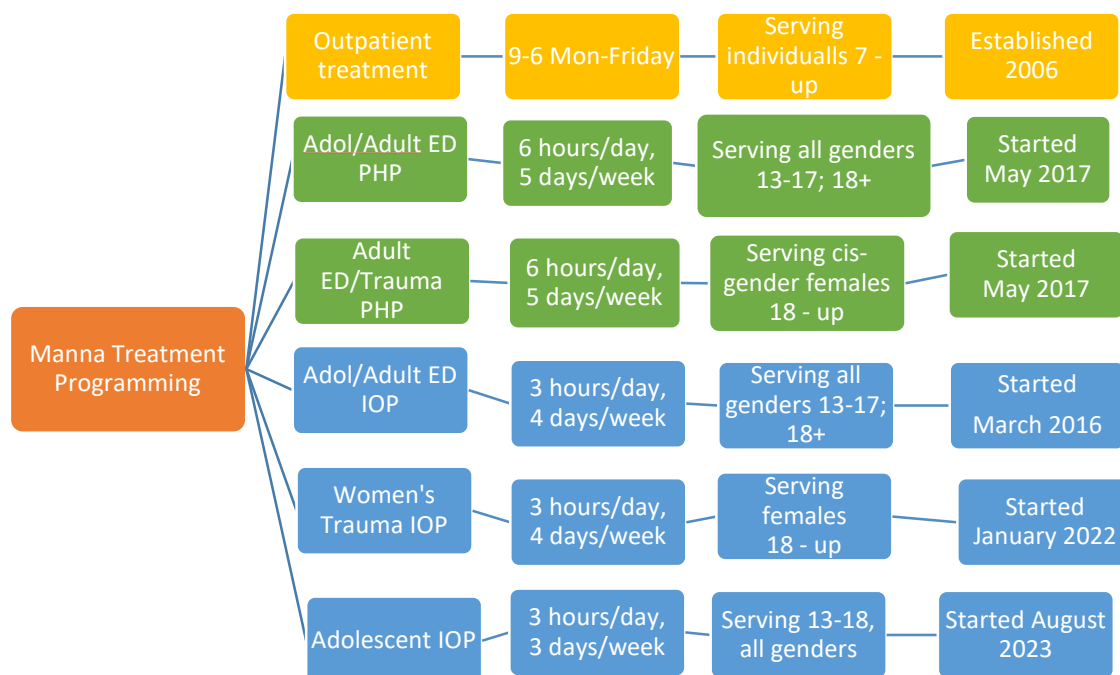 Outpatient
treatment
9-6 Mon-Friday
Serving
individualls 7 -
up
Established
2006
Adol/Adult ED
PHP
6 hours/day,
5 days/week
Serving all genders
13-17; 18+
Started
May 2017
Adult
ED/Trauma
PHP
6 hours/day,
5 days/week
Serving cis-
gender females
18 - up
Started
May 2017
Manna Treatment
Programming
Adol/Adult ED
IOP
3 hours/day,
4 days/week
Serving all
genders 13-17;
18+
Started
March 2016
Women's
Trauma IOP
3 hours/day,
4 days/week
Serving
females
18 - up
Started
January 2022
Adolescent IOP
3 hours/day,
3 days/week
Serving 13-18,
all genders
Started August
2023